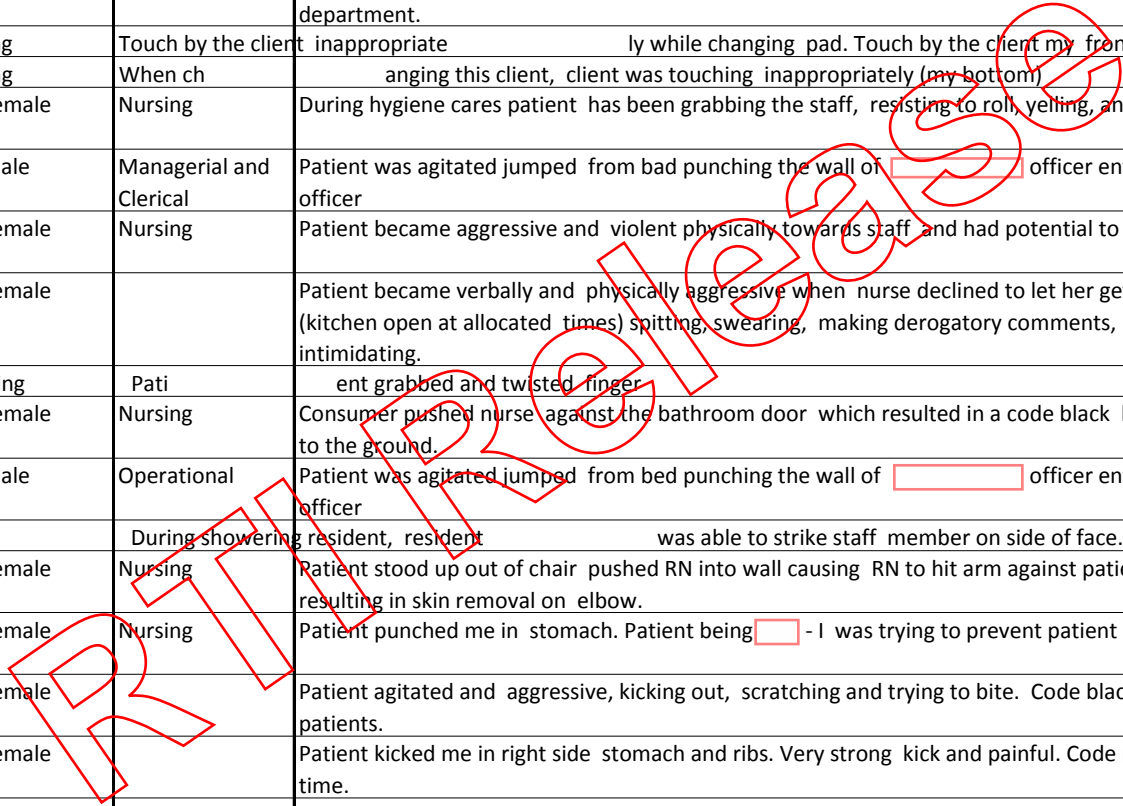 department.
g Touch by the client inappropriate ly while changing pad. Touch by the client my fron
g When ch anging this client, client was touching inappropriately (my bottom)
emale Nursing During hygiene cares patient has been grabbing the staff, resisting to roll, yelling, an
ale Managerial and Patient was agitated jumped from bad punching the wall of officer en
Clerical officer
emale Nursing Patient became aggressive and violent physically towards staff and had potential to
emale Patient became verbally and physically aggressive when nurse declined to let her ge
(kitchen open at allocated times) spitting, swearing, making derogatory comments,
intimidating.
ing Pati ent grabbed and twisted finger
emale Nursing Consumer pushed nurse against the bathroom door which resulted in a code black
to the ground.
ale Operational Patient was agitated jumped from bed punching the wall of officer en
officer
During showering resident, resident was able to strike staff member on side of face.
emale Nursing Patient stood up out of chair pushed RN into wall causing RN to hit arm against patie
resulting in skin removal on elbow.
emale Nursing Patient punched me in stomach. Patient being - I was trying to prevent patient
emale Patient agitated and aggressive, kicking out, scratching and trying to bite. Code blac
patients.
emale Patient kicked me in right side stomach and ribs. Very strong kick and painful. Code
time.
RTI Release